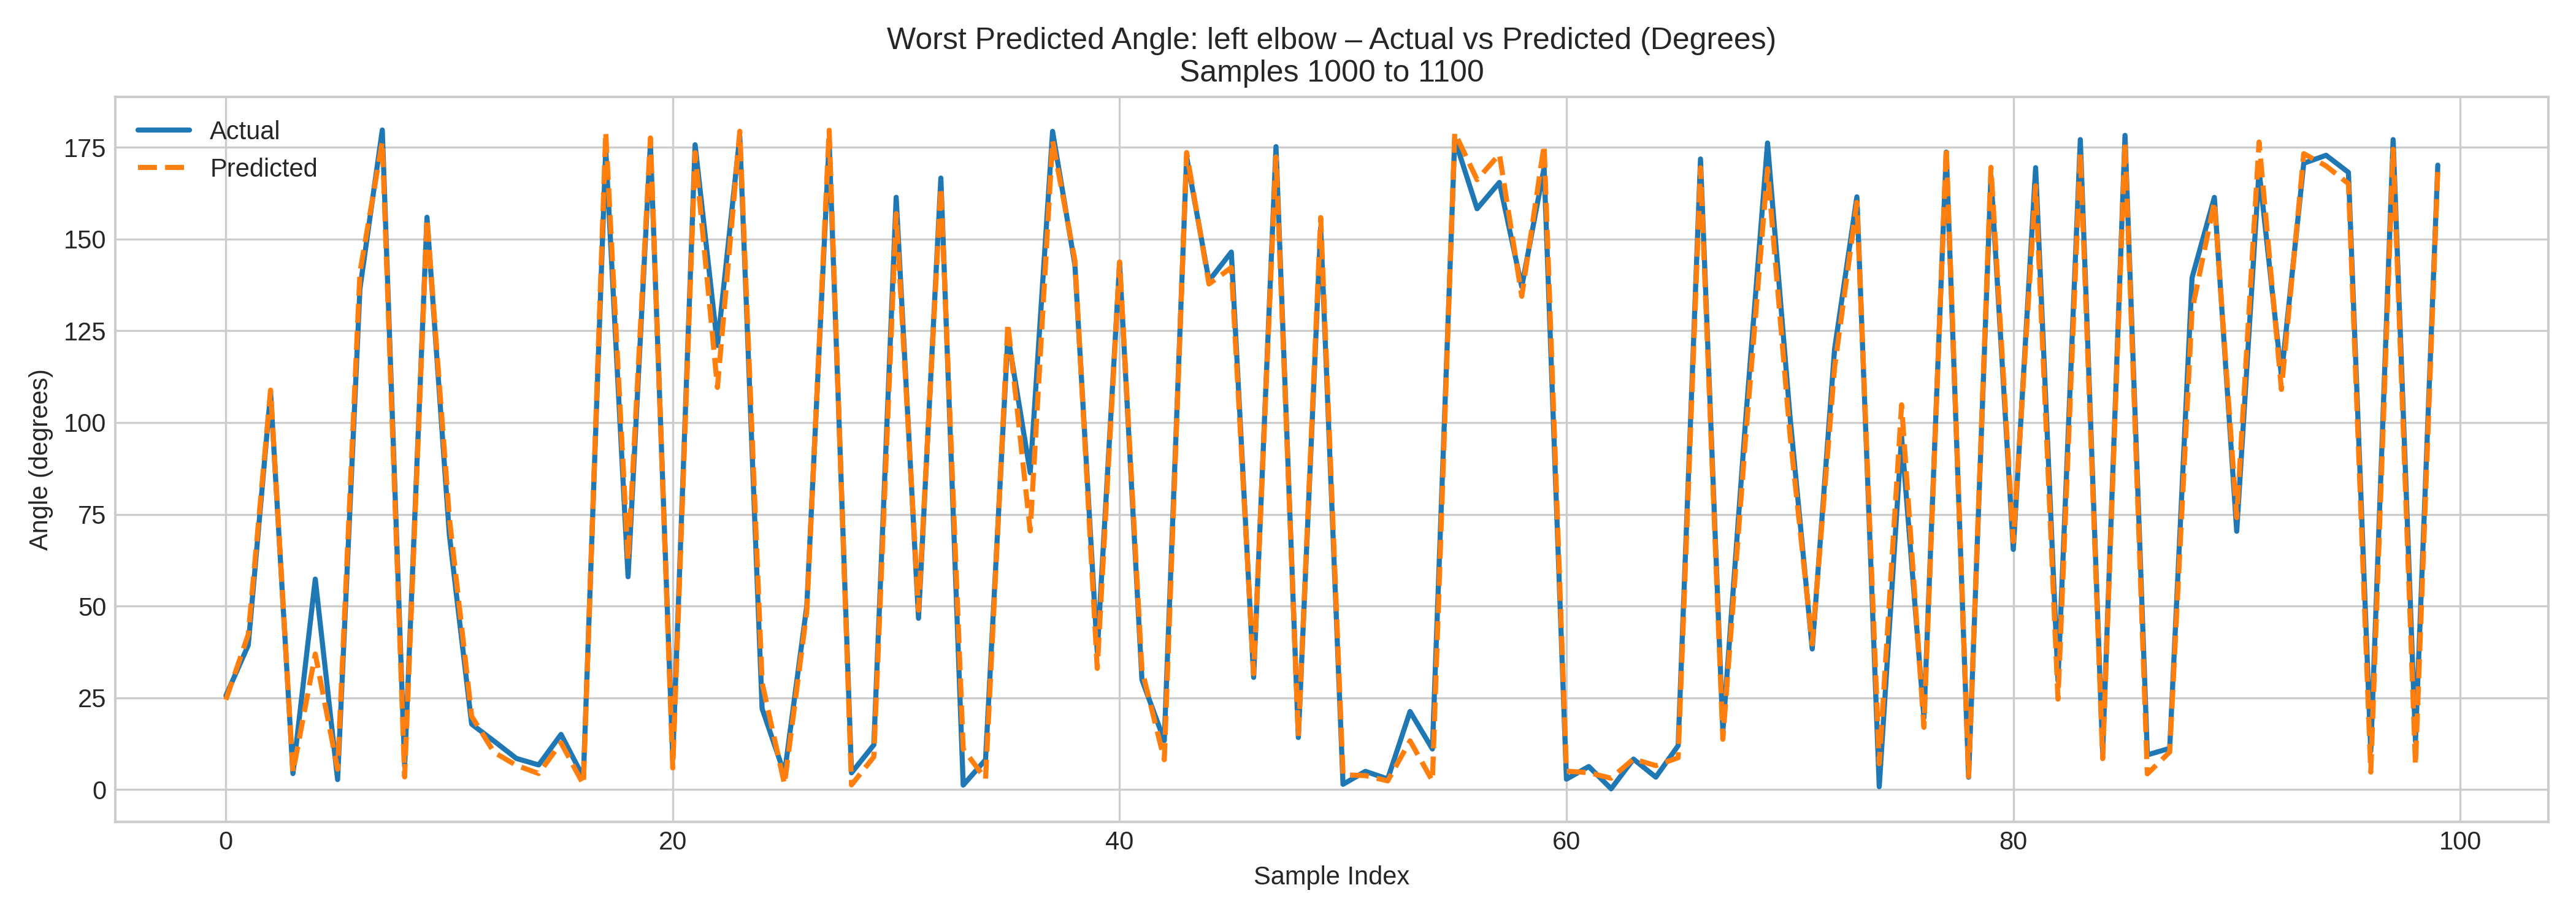 Worst Predicted Angle: left elbow – Actual vs Predicted (Degrees)
Samples 1000 to 1100
Actual
Predicted
175
150
125
100
75
50
25
0
Angle (degrees)
0
20
40
60
80
100
Sample Index